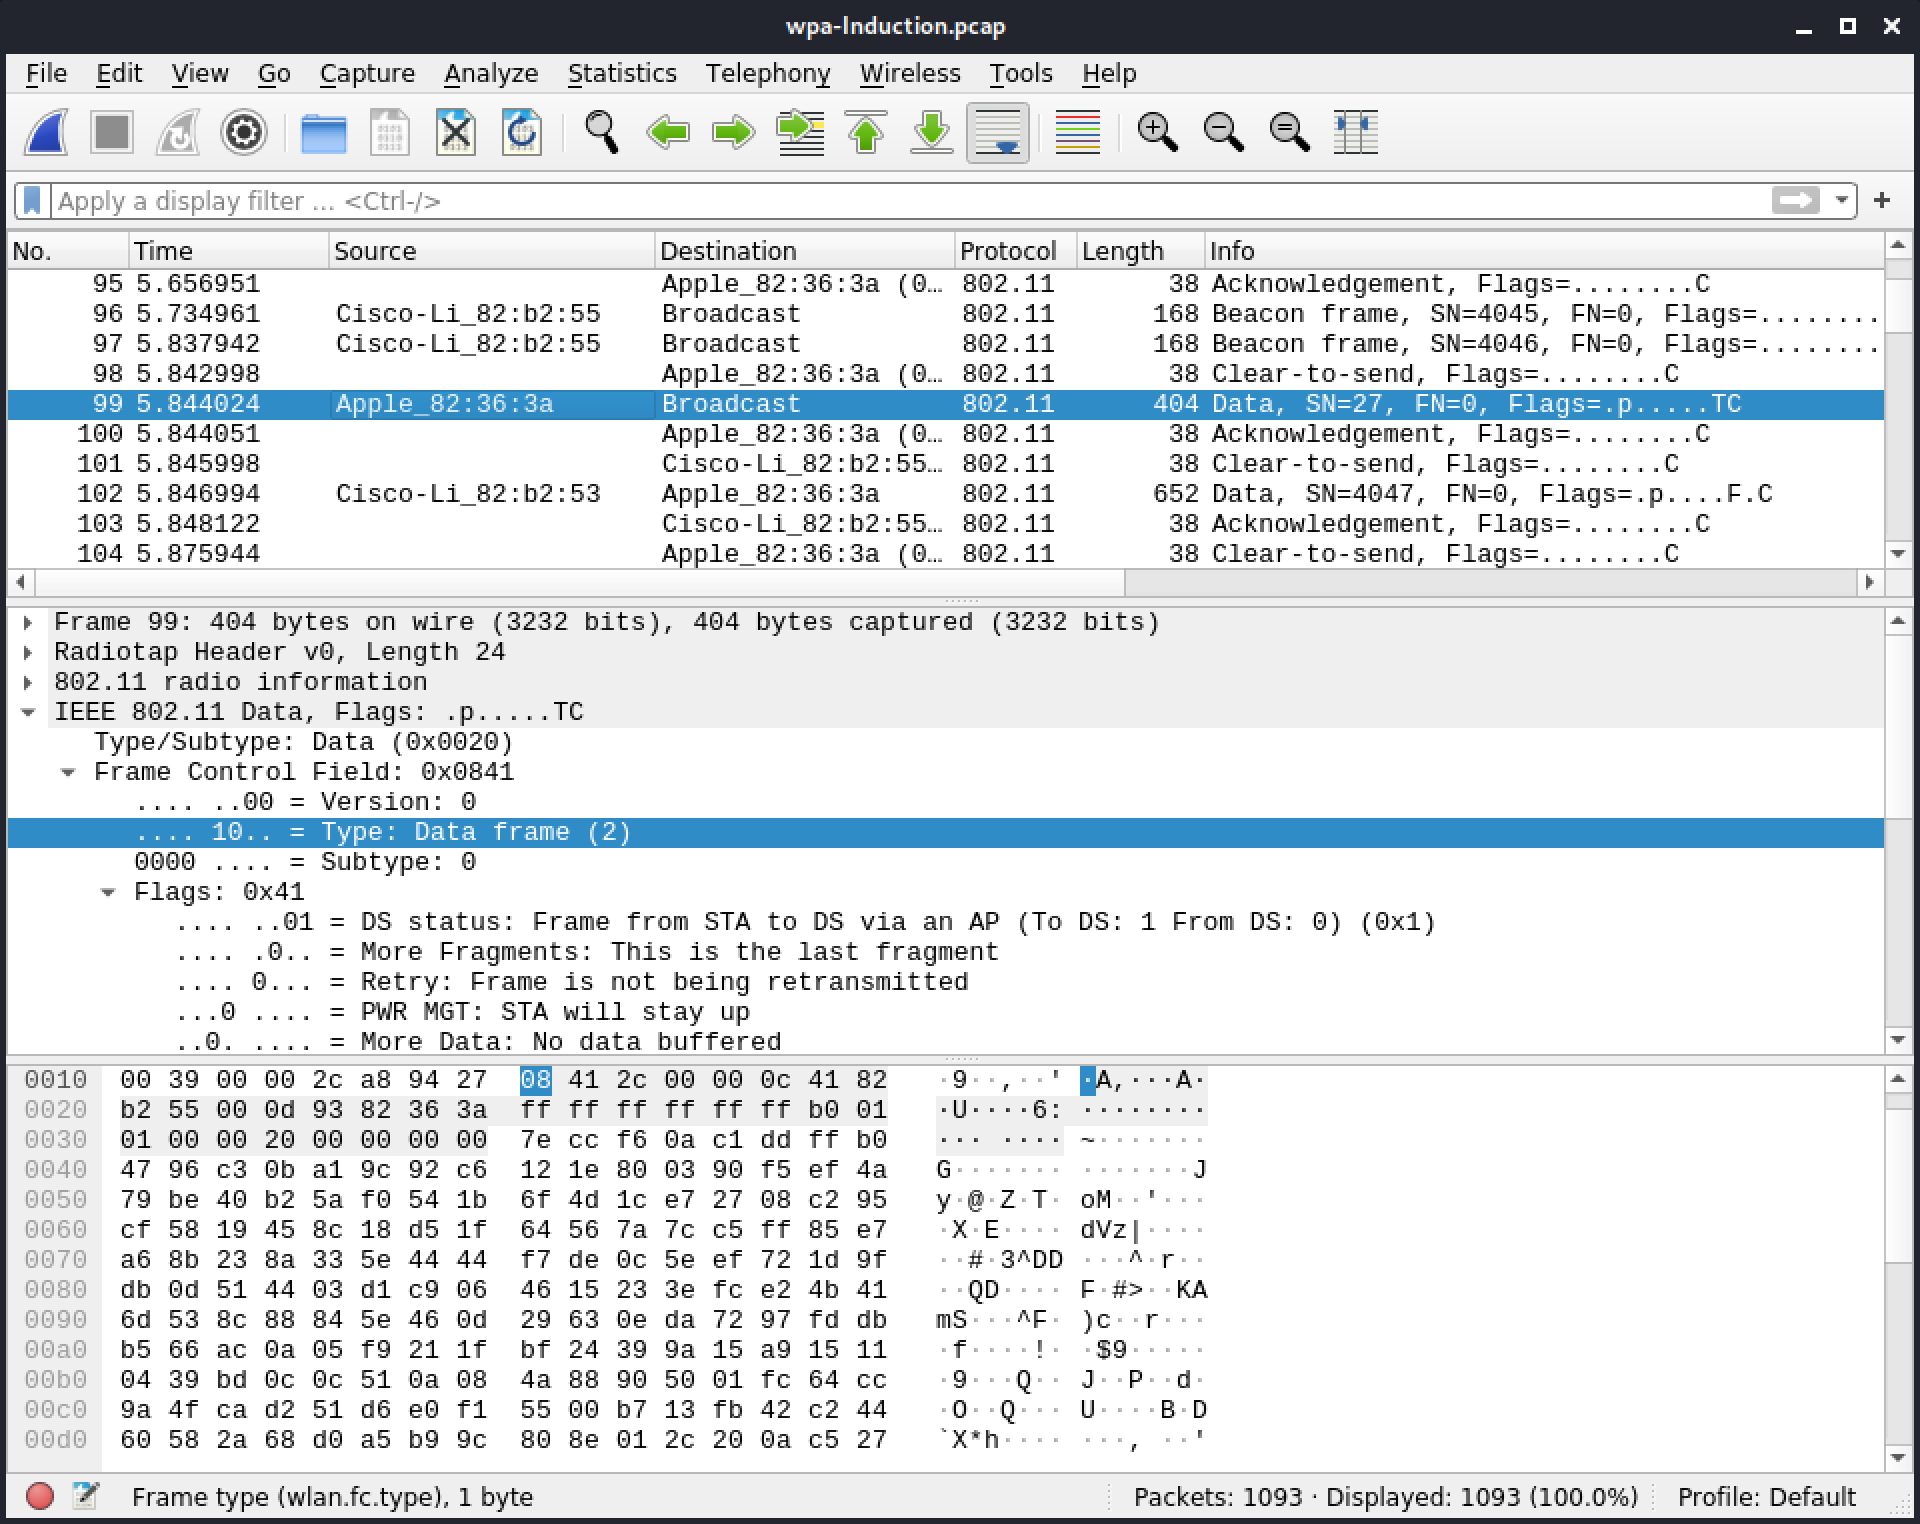 wpa-Induction.pcap
File Edit View Go Capture Analyze Statistics Telephony Wireless Tools Help
Apply a display filter ... <Ctrl-/>
No. Time Source Destination Protocol Length Info
95 5.656951 Apple_82:36:3a (0… 802.11 38 Acknowledgement, Flags=........C
96 5.734961 Cisco-Li_82:b2:55 Broadcast 802.11 168 Beacon frame, SN=4045, FN=0, Flags=........
97 5.837942 Cisco-Li_82:b2:55 Broadcast 802.11 168 Beacon frame, SN=4046, FN=0, Flags=........
98 5.842998 Apple_82:36:3a (0… 802.11 38 Clear-to-send, Flags=........C
99 5.844024 Apple_82:36:3a Broadcast 802.11 404 Data, SN=27, FN=0, Flags=.p.....TC
100 5.844051 Apple_82:36:3a (0… 802.11 38 Acknowledgement, Flags=........C
101 5.845998 Cisco-Li_82:b2:55… 802.11 38 Clear-to-send, Flags=........C
102 5.846994 Cisco-Li_82:b2:53 Apple_82:36:3a 802.11 652 Data, SN=4047, FN=0, Flags=.p....F.C
103 5.848122 Cisco-Li_82:b2:55… 802.11 38 Acknowledgement, Flags=........C
104 5.875944 Apple_82:36:3a (0… 802.11 38 Clear-to-send, Flags=........C
Frame 99: 404 bytes on wire (3232 bits), 404 bytes captured (3232 bits)
Radiotap Header v0, Length 24
802.11 radio information
IEEE 802.11 Data, Flags: .p.....TC
Type/Subtype: Data (0x0020)
Frame Control Field: 0x0841
.... ..00 = Version: 0
.... 10.. = Type: Data frame (2)
0000 .... = Subtype: 0
Flags: 0x41
.... ..01 = DS status: Frame from STA to DS via an AP (To DS: 1 From DS: 0) (0x1)
.... .0.. = More Fragments: This is the last fragment
.... 0... = Retry: Frame is not being retransmitted
...0 .... = PWR MGT: STA will stay up
..0. .... = More Data: No data buffered
0010 00 39 00 00 2c a8 94 27 08 41 2c 00 00 0c 41 82 ·9··,··' ·A,···A·
0020 b2 55 00 0d 93 82 36 3a ff ff ff ff ff ff b0 01 ·U····6: ········
0030 01 00 00 20 00 00 00 00 7e cc f6 0a c1 dd ff b0 ··· ···· ~·······
0040 47 96 c3 0b a1 9c 92 c6 12 1e 80 03 90 f5 ef 4a G······· ·······J
0050 79 be 40 b2 5a f0 54 1b 6f 4d 1c e7 27 08 c2 95 y·@·Z·T· oM··'···
0060 cf 58 19 45 8c 18 d5 1f 64 56 7a 7c c5 ff 85 e7 ·X·E···· dVz|····
0070 a6 8b 23 8a 33 5e 44 44 f7 de 0c 5e ef 72 1d 9f ··#·3^DD ···^·r··
0080 db 0d 51 44 03 d1 c9 06 46 15 23 3e fc e2 4b 41 ··QD···· F·#>··KA
0090 6d 53 8c 88 84 5e 46 0d 29 63 0e da 72 97 fd db mS···^F· )c··r···
00a0 b5 66 ac 0a 05 f9 21 1f bf 24 39 9a 15 a9 15 11 ·f····!· ·$9·····
00b0 04 39 bd 0c 0c 51 0a 08 4a 88 90 50 01 fc 64 cc ·9···Q·· J··P··d·
00c0 9a 4f ca d2 51 d6 e0 f1 55 00 b7 13 fb 42 c2 44 ·O··Q··· U····B·D
00d0 60 58 2a 68 d0 a5 b9 9c 80 8e 01 2c 20 0a c5 27 `X*h···· ···, ··'
Frame type (wlan.fc.type), 1 byte Packets: 1093 · Displayed: 1093 (100.0%) Profile: Default